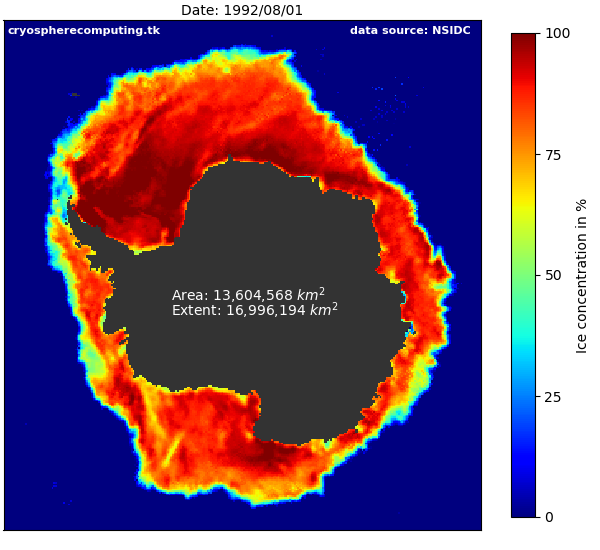 Date: 1992/08/01
cryospherecomputing.tk
data source: NSIDC
100
75
50
25
0
Ice concentration in %
Area: 13,604,568 km²
Extent: 16,996,194 km²